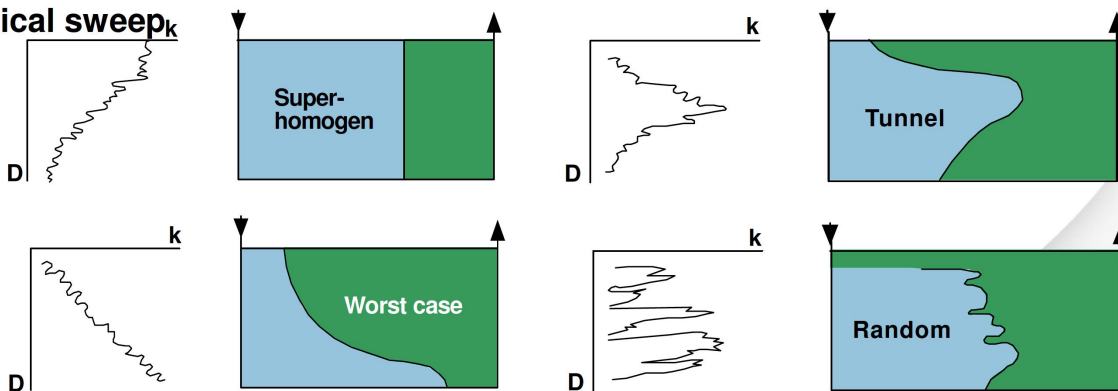 ical sweep
k
D
Super-
homogen
k
D
Tunnel
k
D
Worst case
k
D
Random